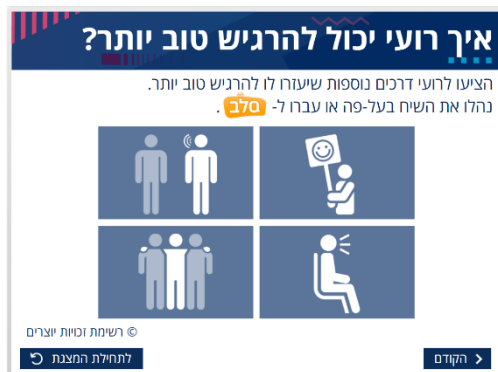 איך רועי יכול להרגיש טוב יותר?
הציעו לרועי דרכים נוספות שיעזרו לו להרגיש טוב יותר.
נהלו את השיח בעל-פה או עברו ל- סלב .
© רשימת זכויות יוצרים
הקודם
לתחילת המצגת